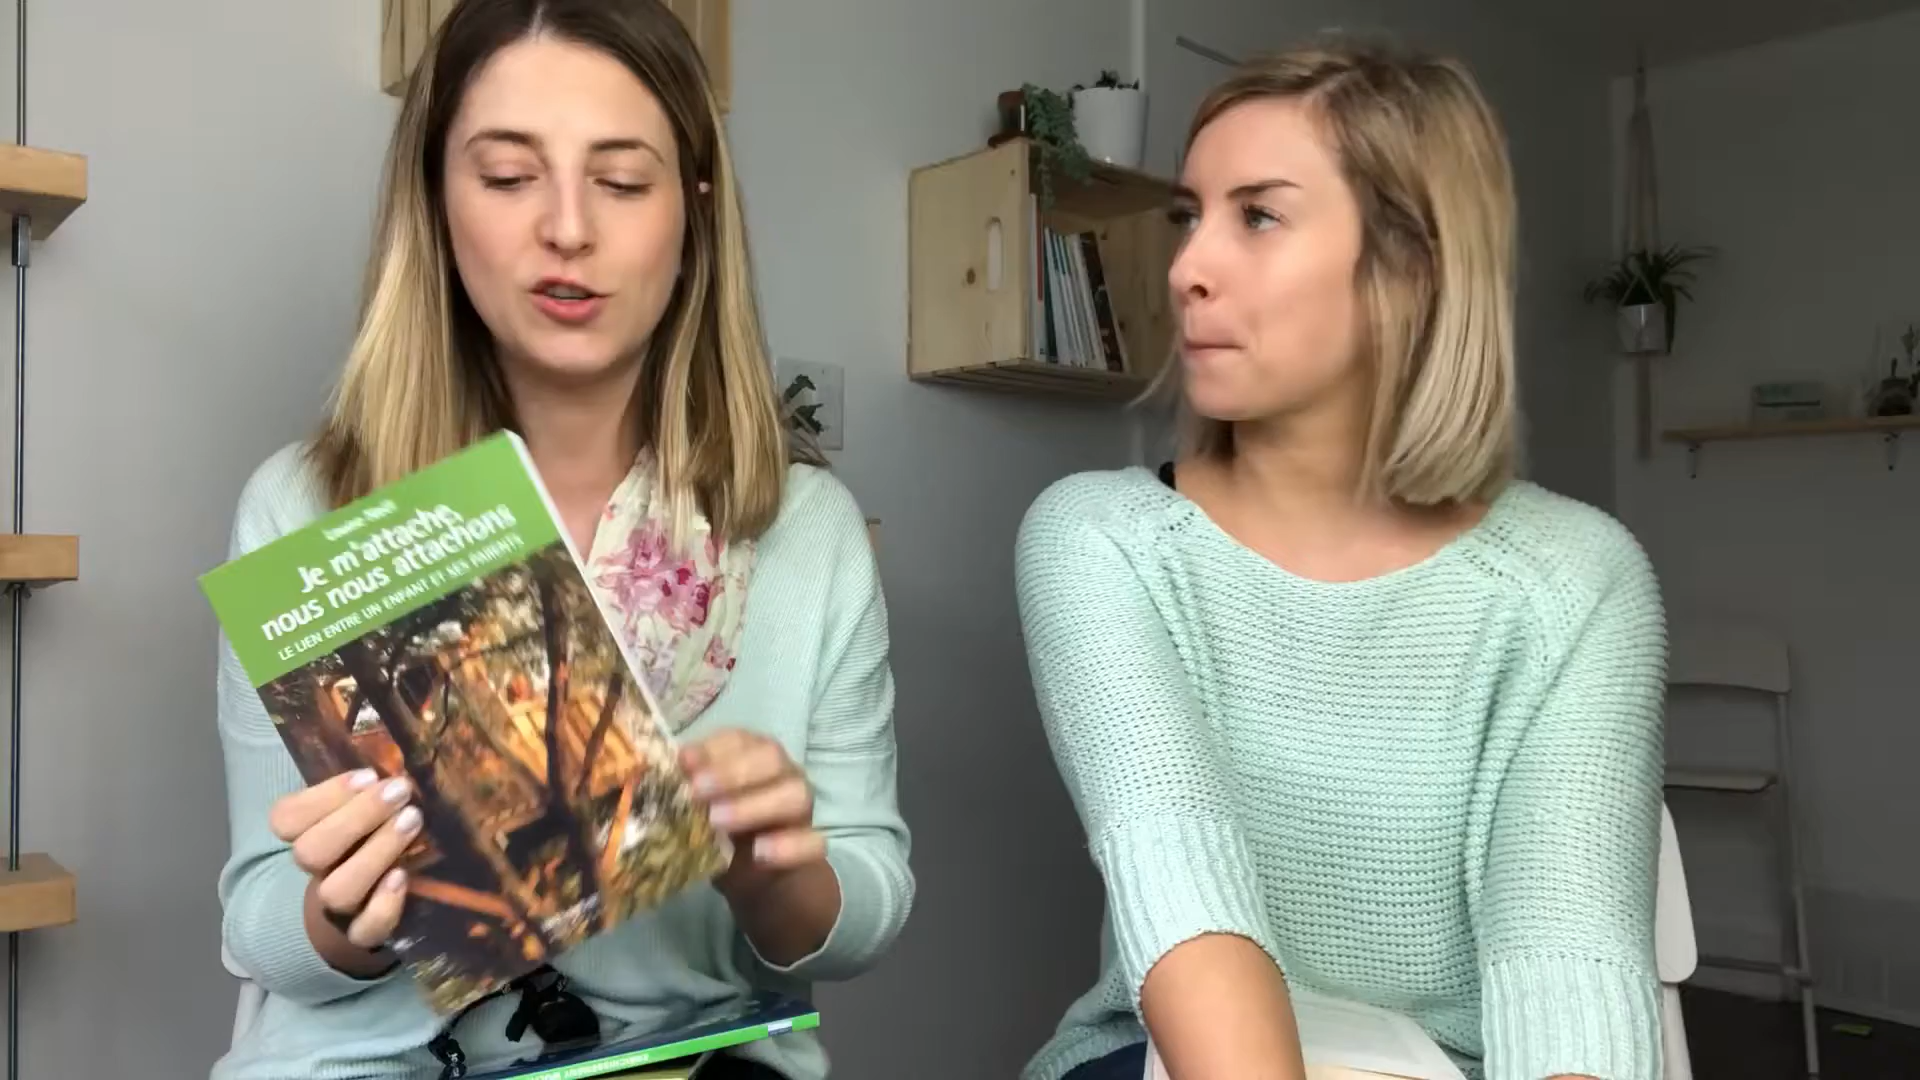 Je m'attache,
nous nous attachons
LE LIEN ENTRE UN ENFANT ET SES PARENTS